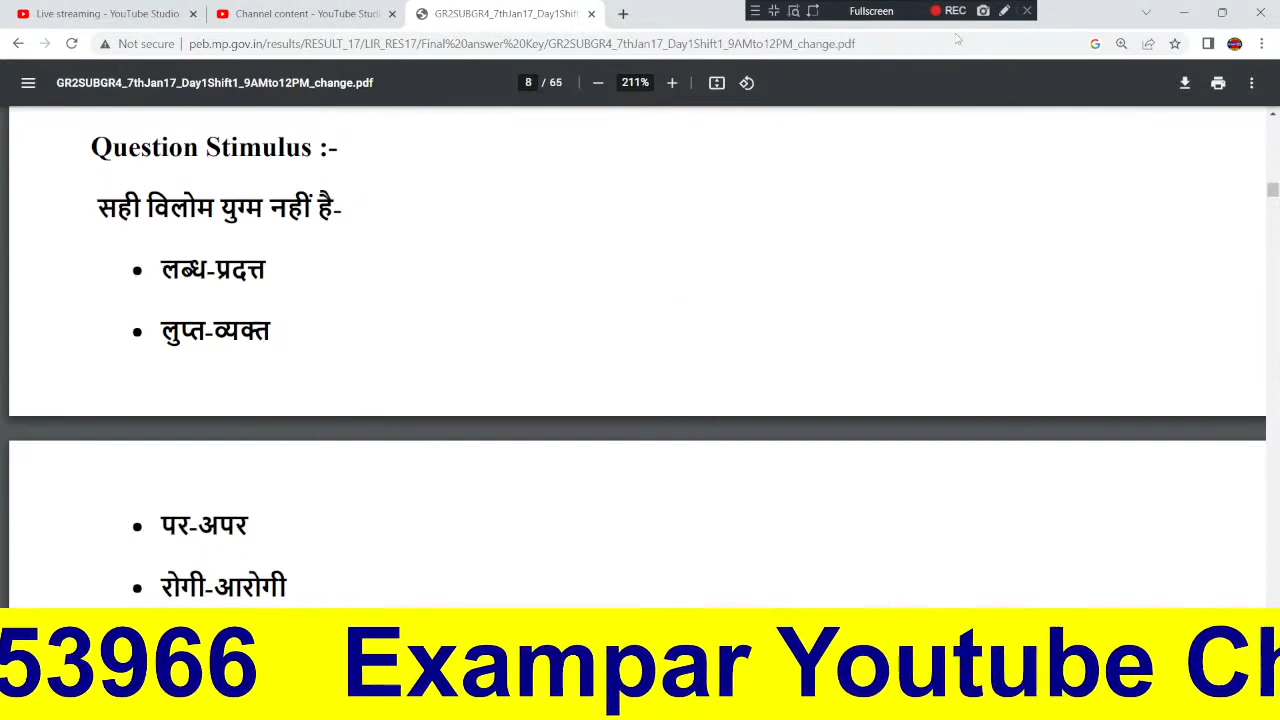 Live streaming - YouTube Studio
Channel content - YouTube Stud
GR2SUBGR4_7thJan17_Day1Shift1
Fullscreen
REC
Not secure
peb.mp.gov.in/results/RESULT_17/LIR_RES17/Final%20answer%20Key/GR2SUBGR4_7thJan17_Day1Shift1_9AMto12PM_change.pdf
GR2SUBGR4_7thJan17_Day1Shift1_9AMto12PM_change.pdf
8 / 65
211%
Question Stimulus :-
सही विलोम युग्म नहीं है-
• लब्ध-प्रदत्त
• लुप्त-व्यक्त
• पर-अपर
• रोगी-आरोगी
53966 Exampar Youtube Ch